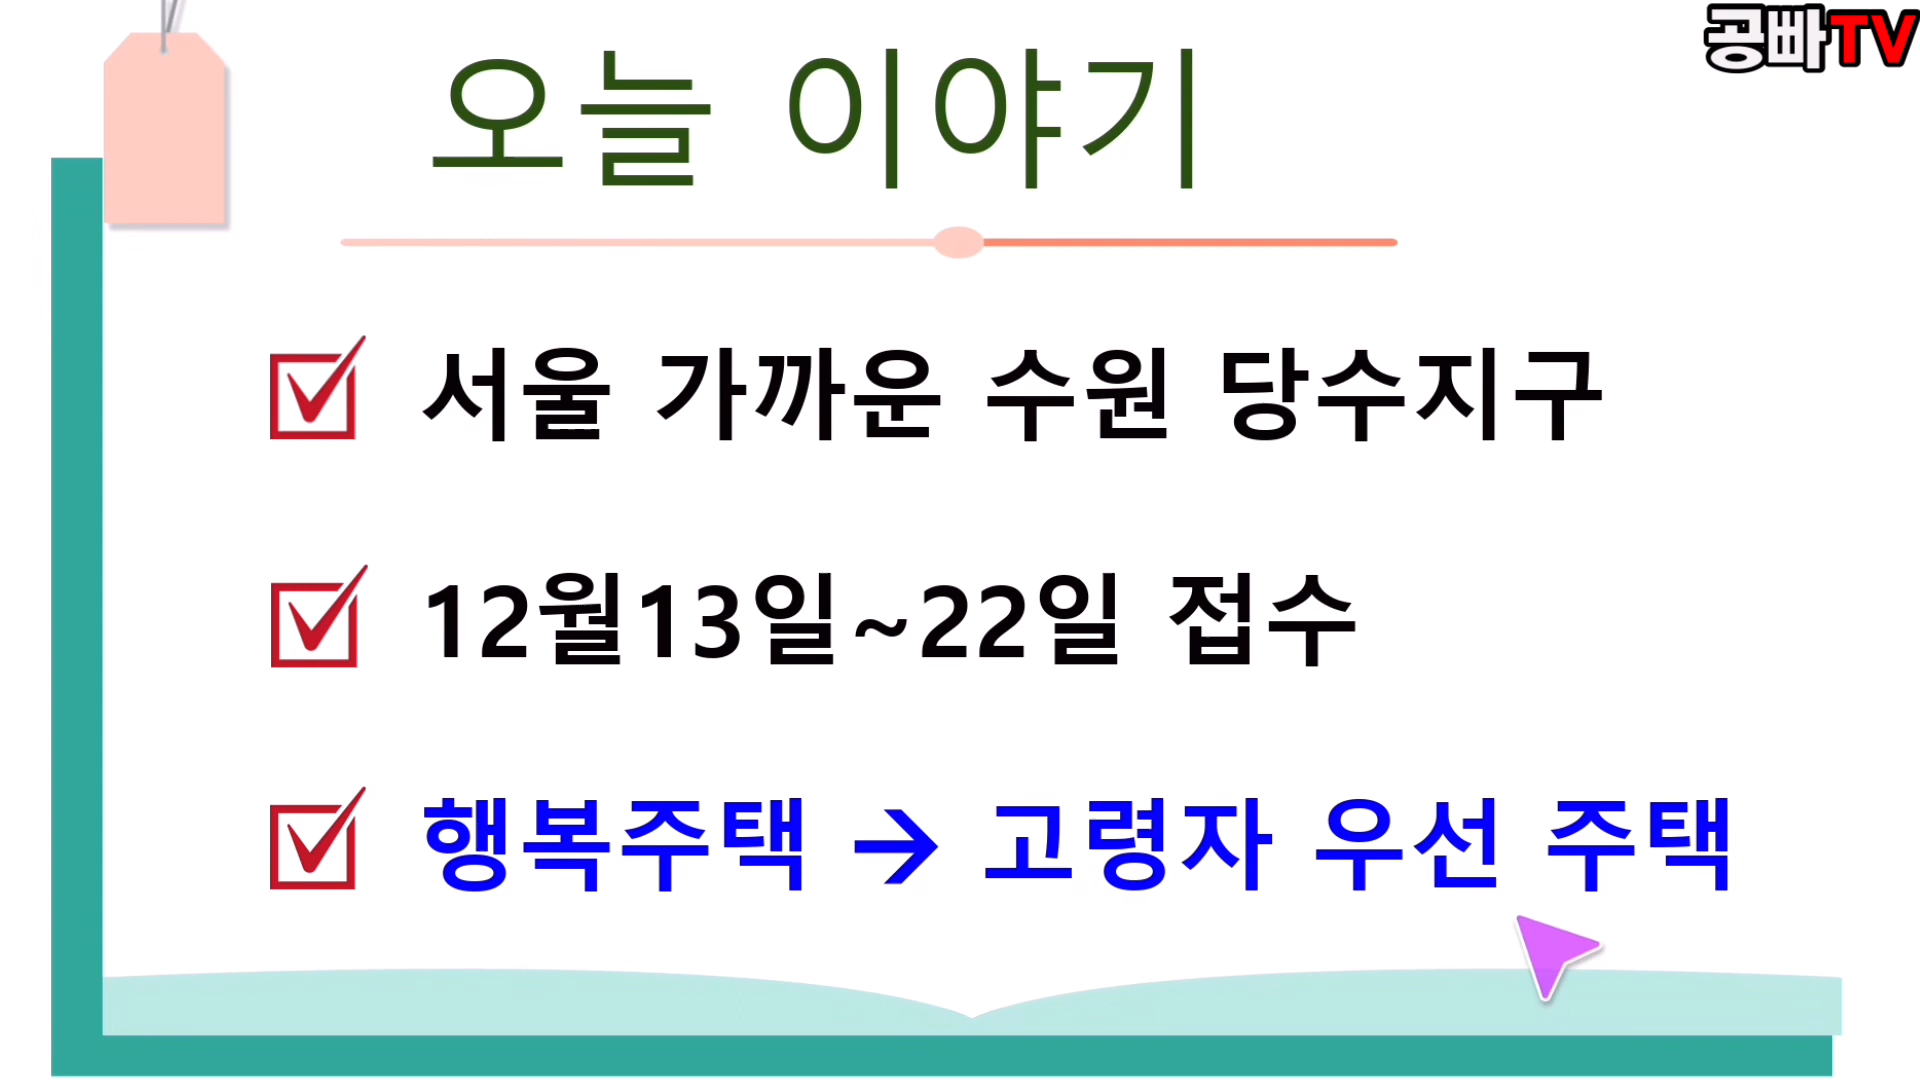 공빠TV
오늘 이야기
서울 가까운 수원 당수지구
12월13일~22일 접수
행복주택 → 고령자 우선 주택